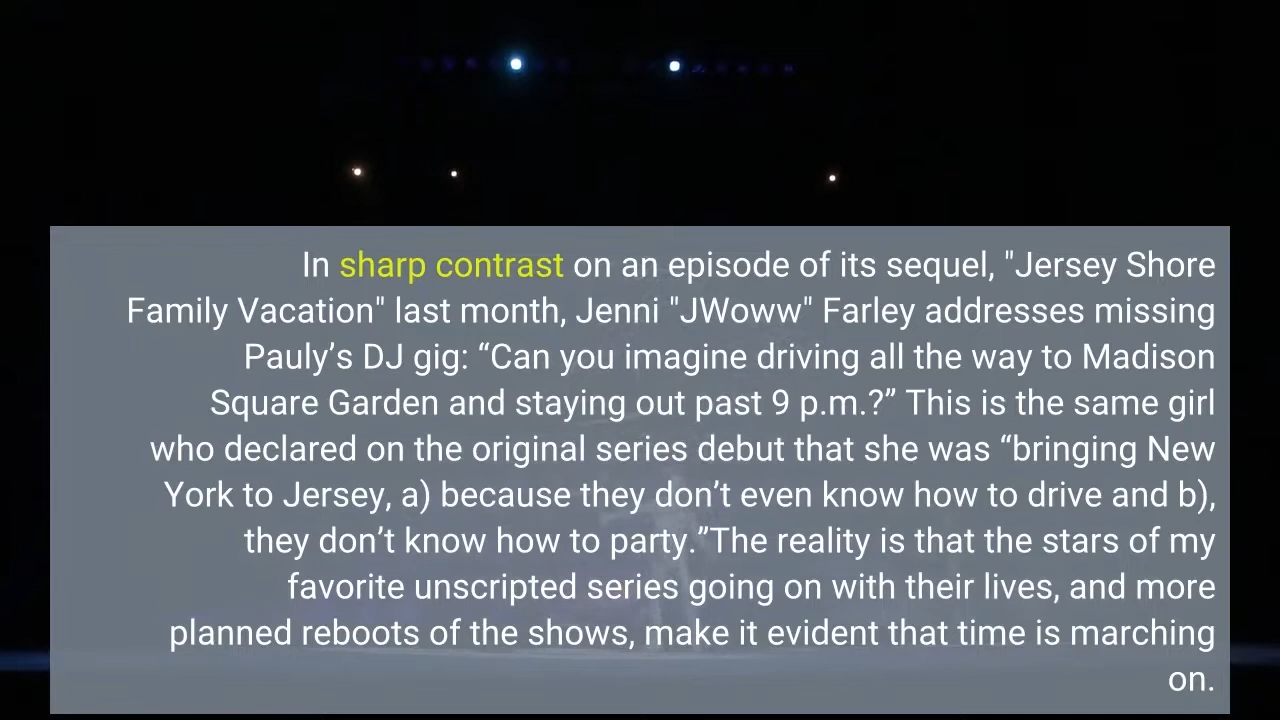 In sharp contrast on an episode of its sequel, "Jersey Shore
Family Vacation" last month, Jenni "JWoww" Farley addresses missing
Pauly’s DJ gig: “Can you imagine driving all the way to Madison
Square Garden and staying out past 9 p.m.?” This is the same girl
who declared on the original series debut that she was “bringing New
York to Jersey, a) because they don’t even know how to drive and b),
they don’t know how to party.”The reality is that the stars of my
favorite unscripted series going on with their lives, and more
planned reboots of the shows, make it evident that time is marching
on.